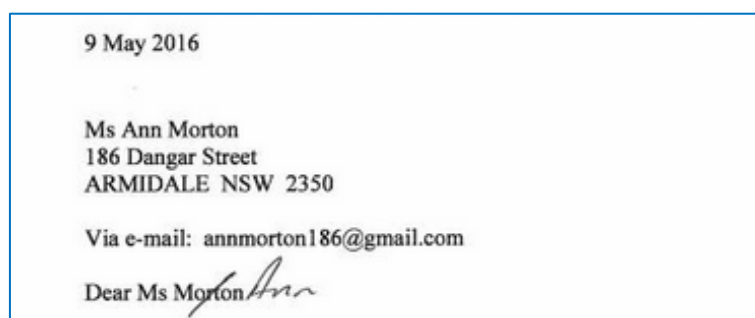 9 May 2016
Ms Ann Morton
186 Dangar Street
ARMIDALE NSW 2350
Via e-mail: annmorton186@gmail.com
Dear Ms Morton Ann